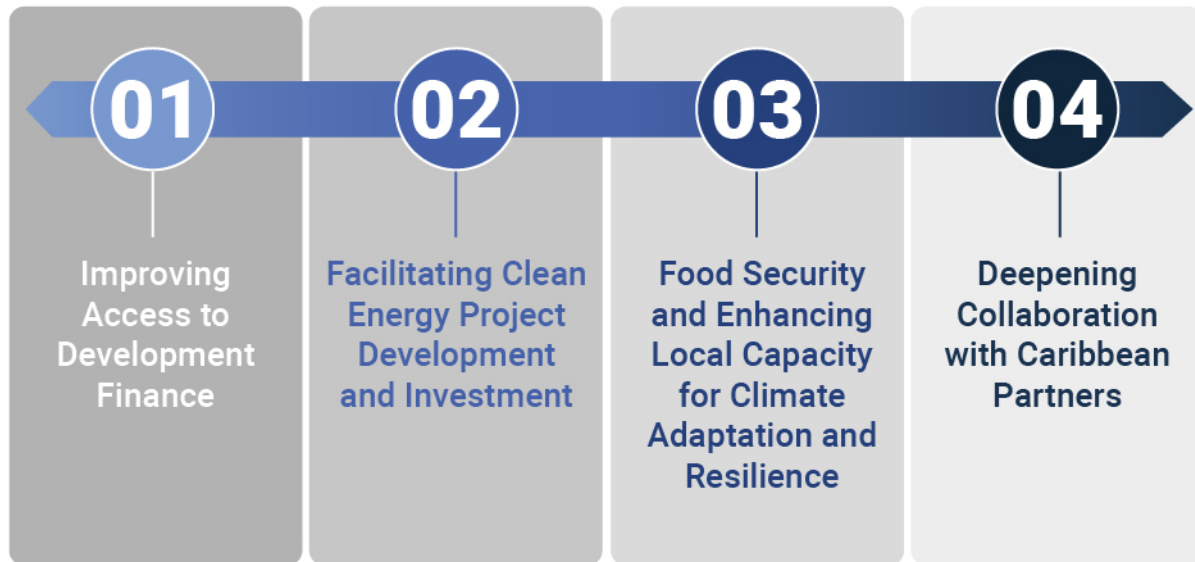 01
Improving
Access to
Development
Finance
02
Facilitating Clean
Energy Project
Development
and Investment
03
Food Security
and Enhancing
Local Capacity
for Climate
Adaptation and
Resilience
04
Deepening
Collaboration
with Caribbean
Partners